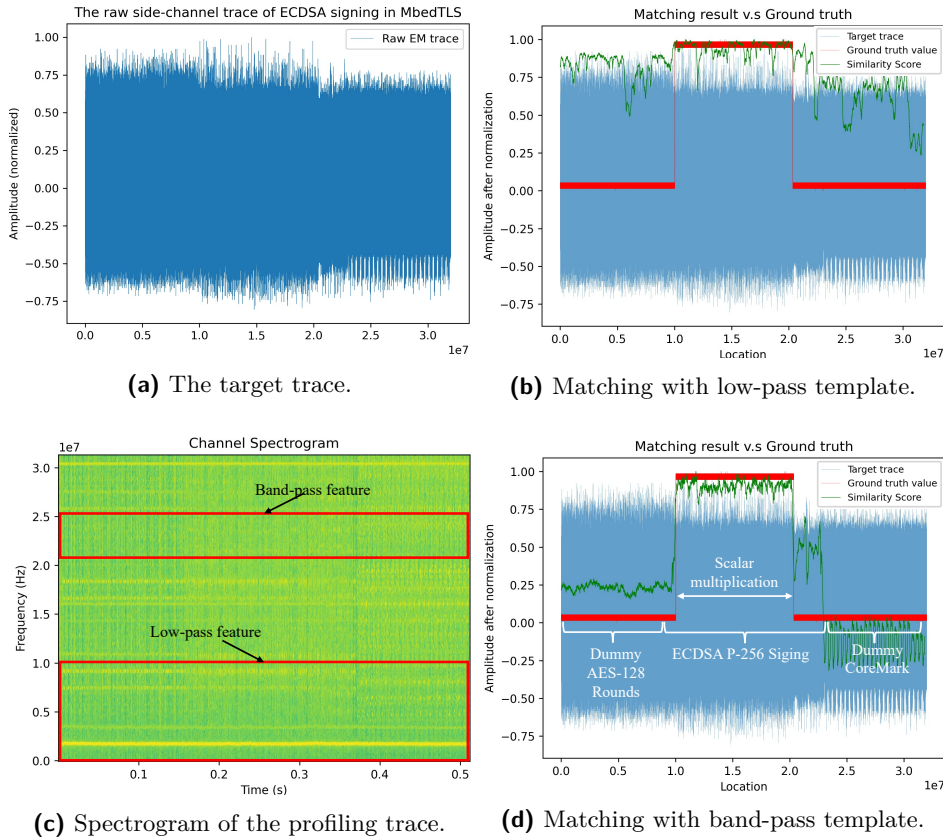 The raw side-channel trace of ECDSA signing in MbedTLS
Raw EM trace
1.00
0.75
0.50
0.25
0.00
−0.25
−0.50
−0.75
Amplitude (normalized)
0.0 0.5 1.0 1.5 2.0 2.5 3.0
1e7
(a) The target trace.
Matching result v.s Ground truth
Target trace
Ground truth value
Similarity Score
1.00
0.75
0.50
0.25
0.00
−0.25
−0.50
−0.75
Amplitude after normalization
0.0 0.5 1.0 1.5 2.0 2.5 3.0
Location
1e7
(b) Matching with low-pass template.
Channel Spectrogram
1e7
3.0
2.5
2.0
1.5
1.0
0.5
0.0
Frequency (Hz)
Band-pass feature
Low-pass feature
0.1 0.2 0.3 0.4 0.5
Time (s)
(c) Spectrogram of the profiling trace.
Matching result v.s Ground truth
Target trace
Ground truth value
Similarity Score
1.00
0.75
0.50
0.25
0.00
−0.25
−0.50
−0.75
Amplitude after normalization
Scalar
multiplication
Dummy
AES-128
Rounds
ECDSA P-256 Siging
Dummy
CoreMark
0.0 0.5 1.0 1.5 2.0 2.5 3.0
Location
1e7
(d) Matching with band-pass template.